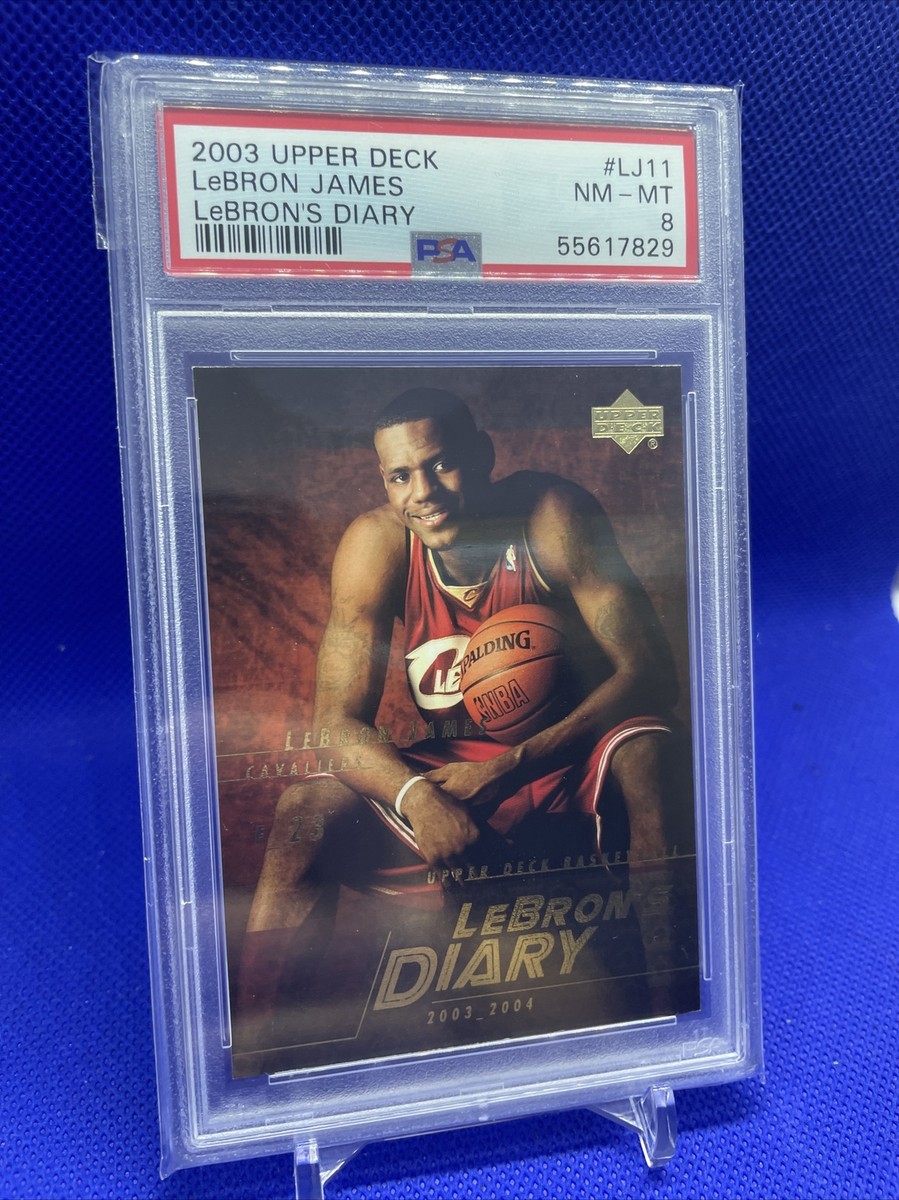 2003 UPPER DECK #LJ11
LeBRON JAMES NM - MT
LeBRON'S DIARY 8
PSA 55617829
UPPER
DECK
®
CLE
SPALDING
NBA
LEBRON JAMES
CAVALIERS
23
UPPER DECK BASKETBALL
LEBRON'S
DIARY
2003_2004